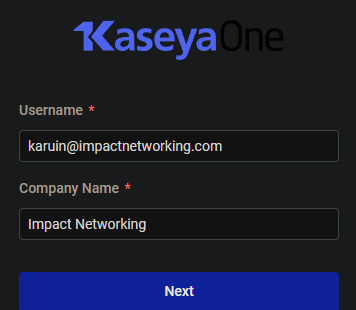 KaseyaOne
Username *
karuin@impactnetworking.com
Company Name *
Impact Networking
Next